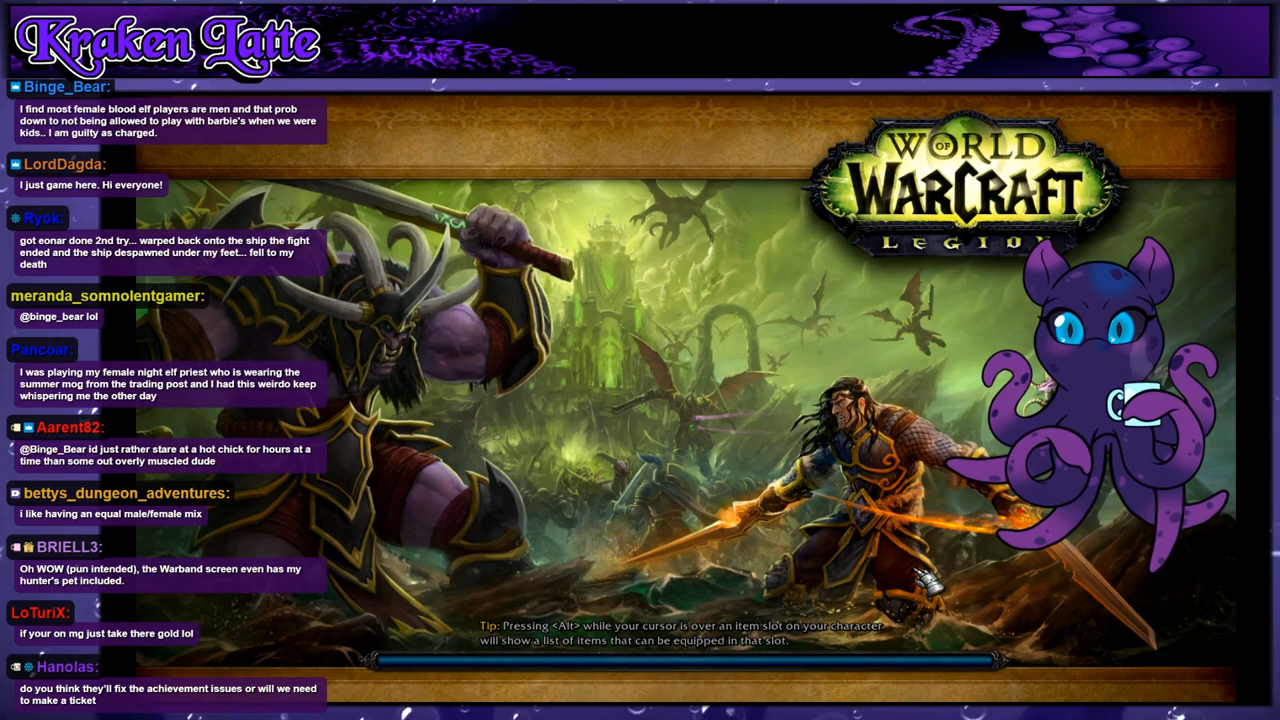 Kraken Latte
Binge_Bear:
I find most female blood elf players are men and that prob
down to not being allowed to play with barbie's when we were
kids.. I am guilty as charged.
LordDagda:
I just game here. Hi everyone!
Ryok:
got eonar done 2nd try... warped back onto the ship the fight
ended and the ship despawned under my feet... fell to my
death
meranda_somnolentgamer:
@binge_bear lol
Pancoar:
I was playing my female night elf priest who is wearing the
summer mog from the trading post and I had this weirdo keep
whispering me the other day
Aarent82:
@Binge_Bear id just rather stare at a hot chick for hours at a
time than some out overly muscled dude
bettys_dungeon_adventures:
i like having an equal male/female mix
BRIELL3:
Oh WOW (pun intended), the Warband screen even has my
hunter's pet included.
LoTuriX:
if your on mg just take there gold lol
Hanolas:
do you think they'll fix the achievement issues or will we need
to make a ticket
WORLD
OF
WARCRAFT
LEGION
Tip: Pressing <Alt> while your cursor is over an item slot on your character
will show a list of items that can be equipped in that slot.